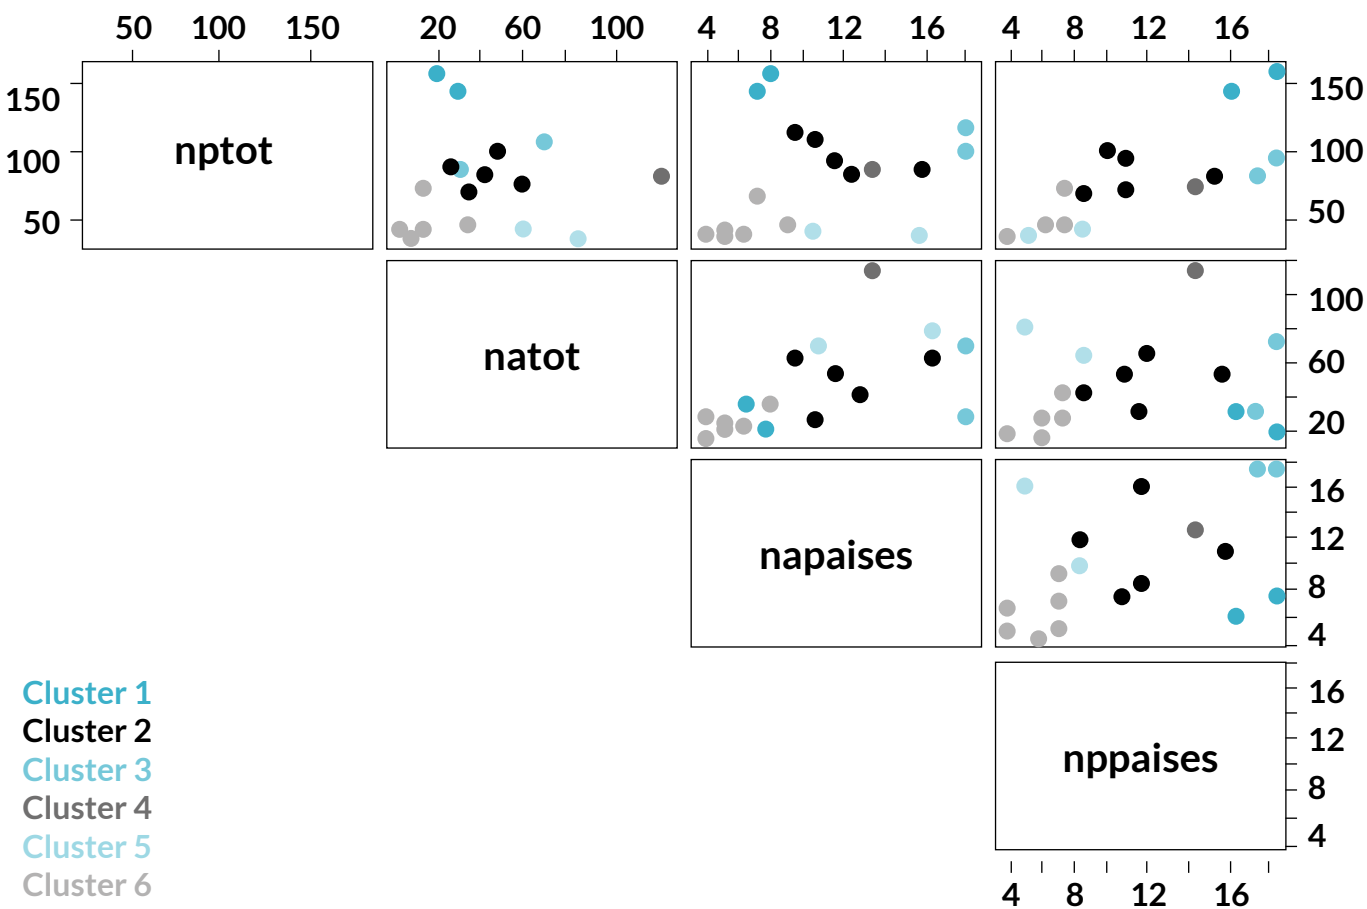 50 100 150 20 60 100 4 8 12 16 4 8 12 16
150 150
nptot
100 100
50 50
100
natot 60
20
16
napaises 12
8
4
Cluster 1 16
Cluster 2 12
nppaises
Cluster 3 8
Cluster 4 4
Cluster 5
Cluster 6 4 8 12 16